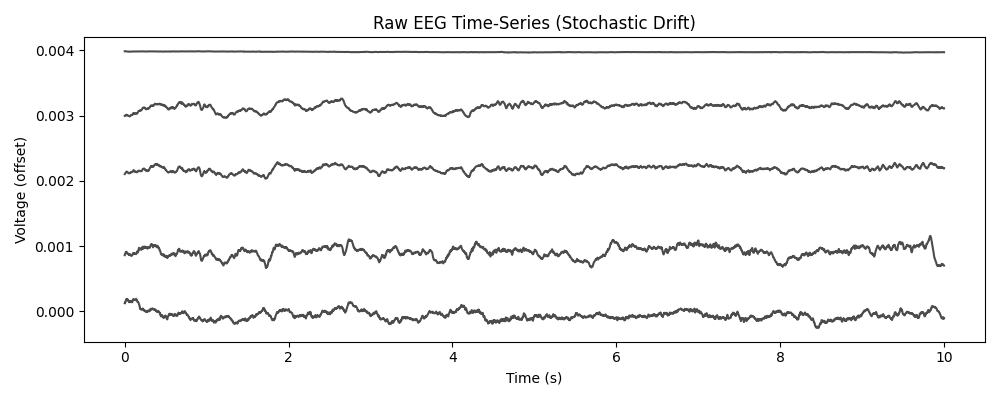 Raw EEG Time-Series (Stochastic Drift)
Voltage (offset)
0.004
0.003
0.002
0.001
0.000
0 2 4 6 8 10
Time (s)